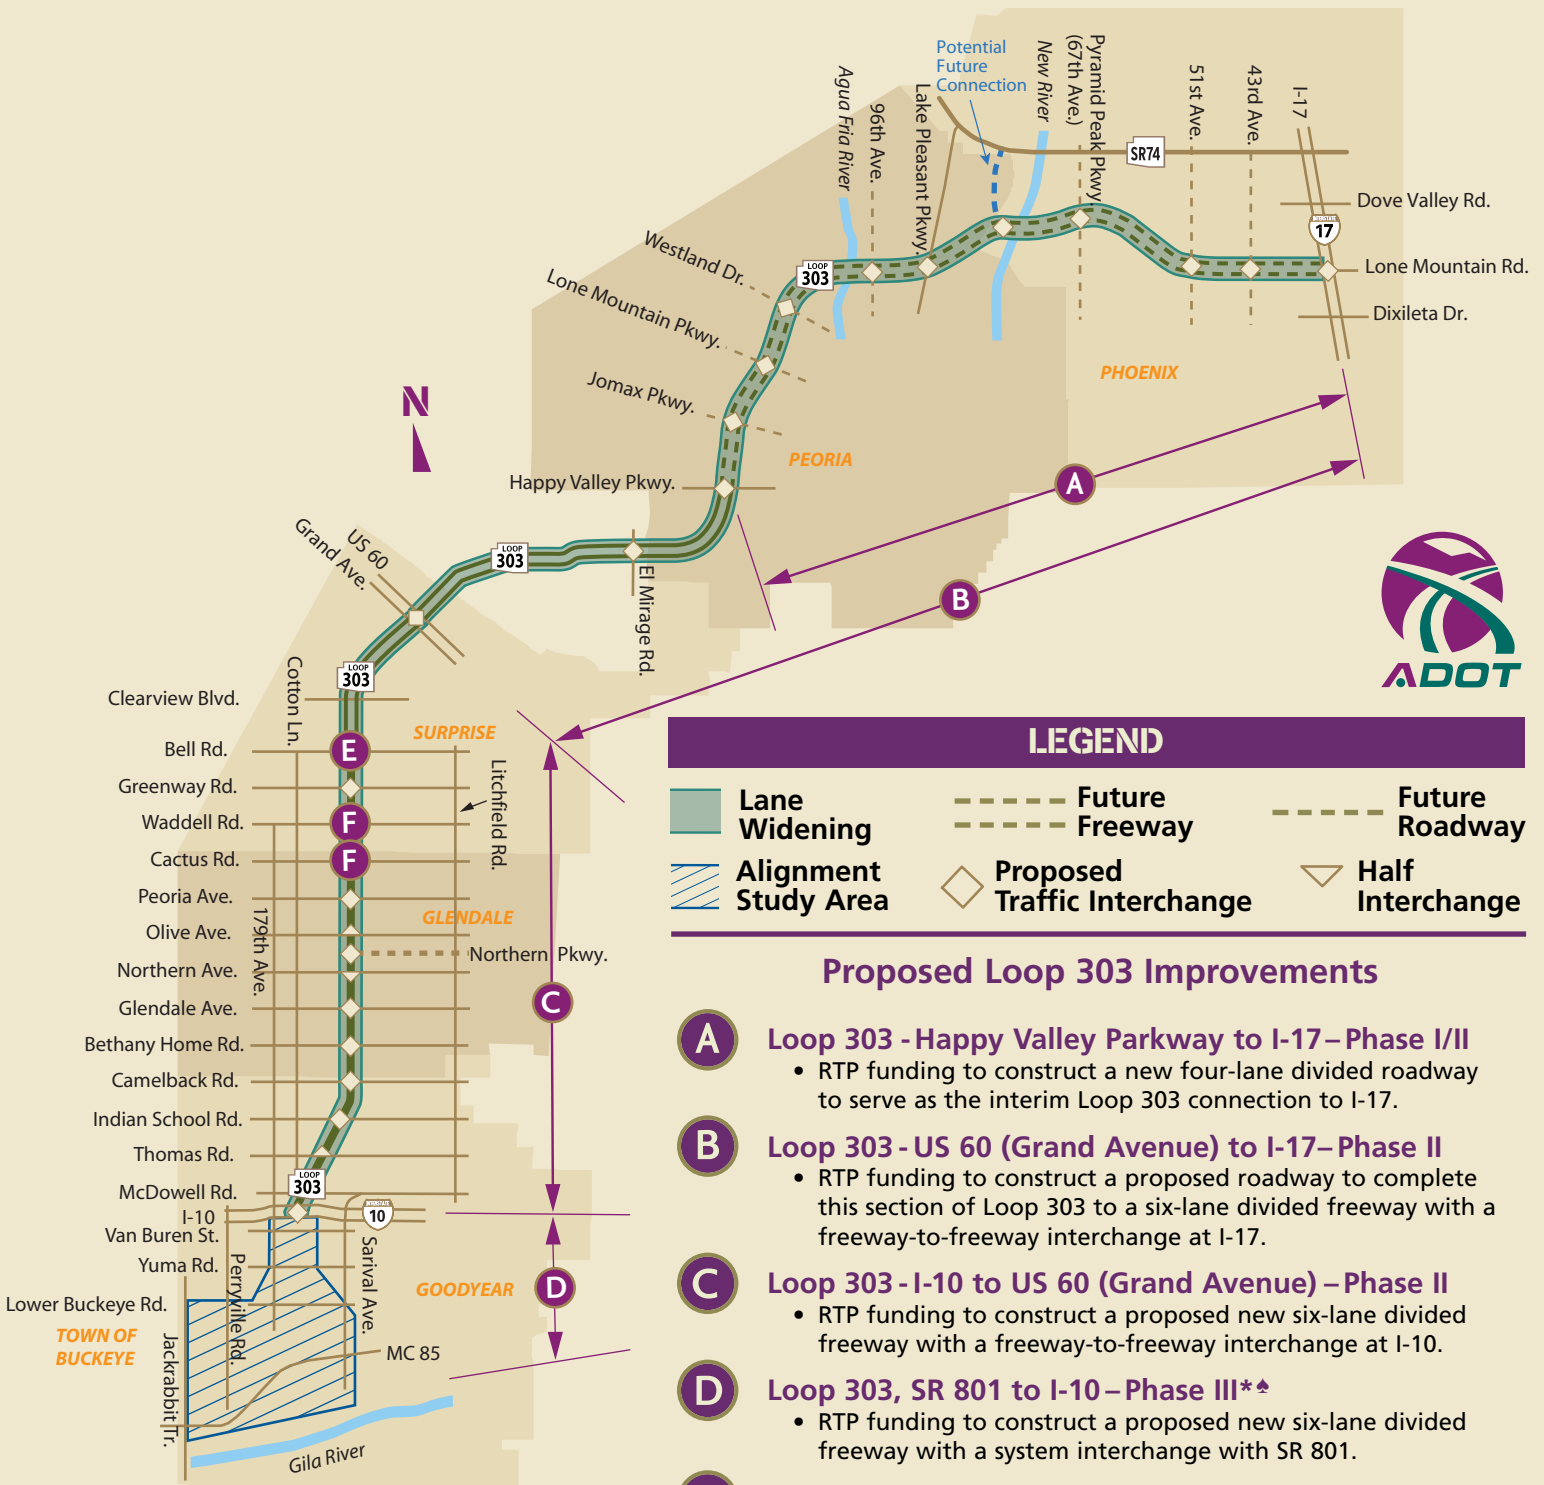 Potential
Future
Connection
Agua Fria River
96th Ave.
Lake Pleasant Pkwy.
New River
Pyramid Peak Pkwy.
(67th Ave.)
51st Ave.
43rd Ave.
I-17
SR74
Dove Valley Rd.
INTERSTATE
17
Lone Mountain Rd.
Dixileta Dr.
Westland Dr.
LOOP
303
Lone Mountain Pkwy.
Jomax Pkwy.
PHOENIX
N
PEORIA
Happy Valley Pkwy.
A
US 60
Grand Ave.
LOOP
303
El Mirage Rd.
B
ADOT
Cotton Ln.
LOOP
303
Clearview Blvd.
SURPRISE
Bell Rd.
E
Greenway Rd.
Litchfield Rd.
Waddell Rd.
F
Cactus Rd.
F
Peoria Ave.
179th Ave.
GLENDALE
Olive Ave.
Northern Pkwy.
Northern Ave.
C
Glendale Ave.
Bethany Home Rd.
Camelback Rd.
Indian School Rd.
Thomas Rd.
LOOP
303
McDowell Rd.
I-10
INTERSTATE
10
Van Buren St.
Yuma Rd.
Perryville Rd.
Sarival Ave.
GOODYEAR
D
Lower Buckeye Rd.
TOWN OF
BUCKEYE
Jackrabbit Tr.
MC 85
Gila River
LEGEND
Lane
Widening
Future
Freeway
Future
Roadway
Alignment
Study Area
Proposed
Traffic Interchange
Half
Interchange
Proposed Loop 303 Improvements
A
Loop 303 - Happy Valley Parkway to I-17 – Phase I/II
• RTP funding to construct a new four-lane divided roadway
to serve as the interim Loop 303 connection to I-17.
B
Loop 303 - US 60 (Grand Avenue) to I-17– Phase II
• RTP funding to construct a proposed roadway to complete
this section of Loop 303 to a six-lane divided freeway with a
freeway-to-freeway interchange at I-17.
C
Loop 303 - I-10 to US 60 (Grand Avenue) – Phase II
• RTP funding to construct a proposed new six-lane divided
freeway with a freeway-to-freeway interchange at I-10.
D
Loop 303, SR 801 to I-10 – Phase III*♠
• RTP funding to construct a proposed new six-lane divided
freeway with a system interchange with SR 801.